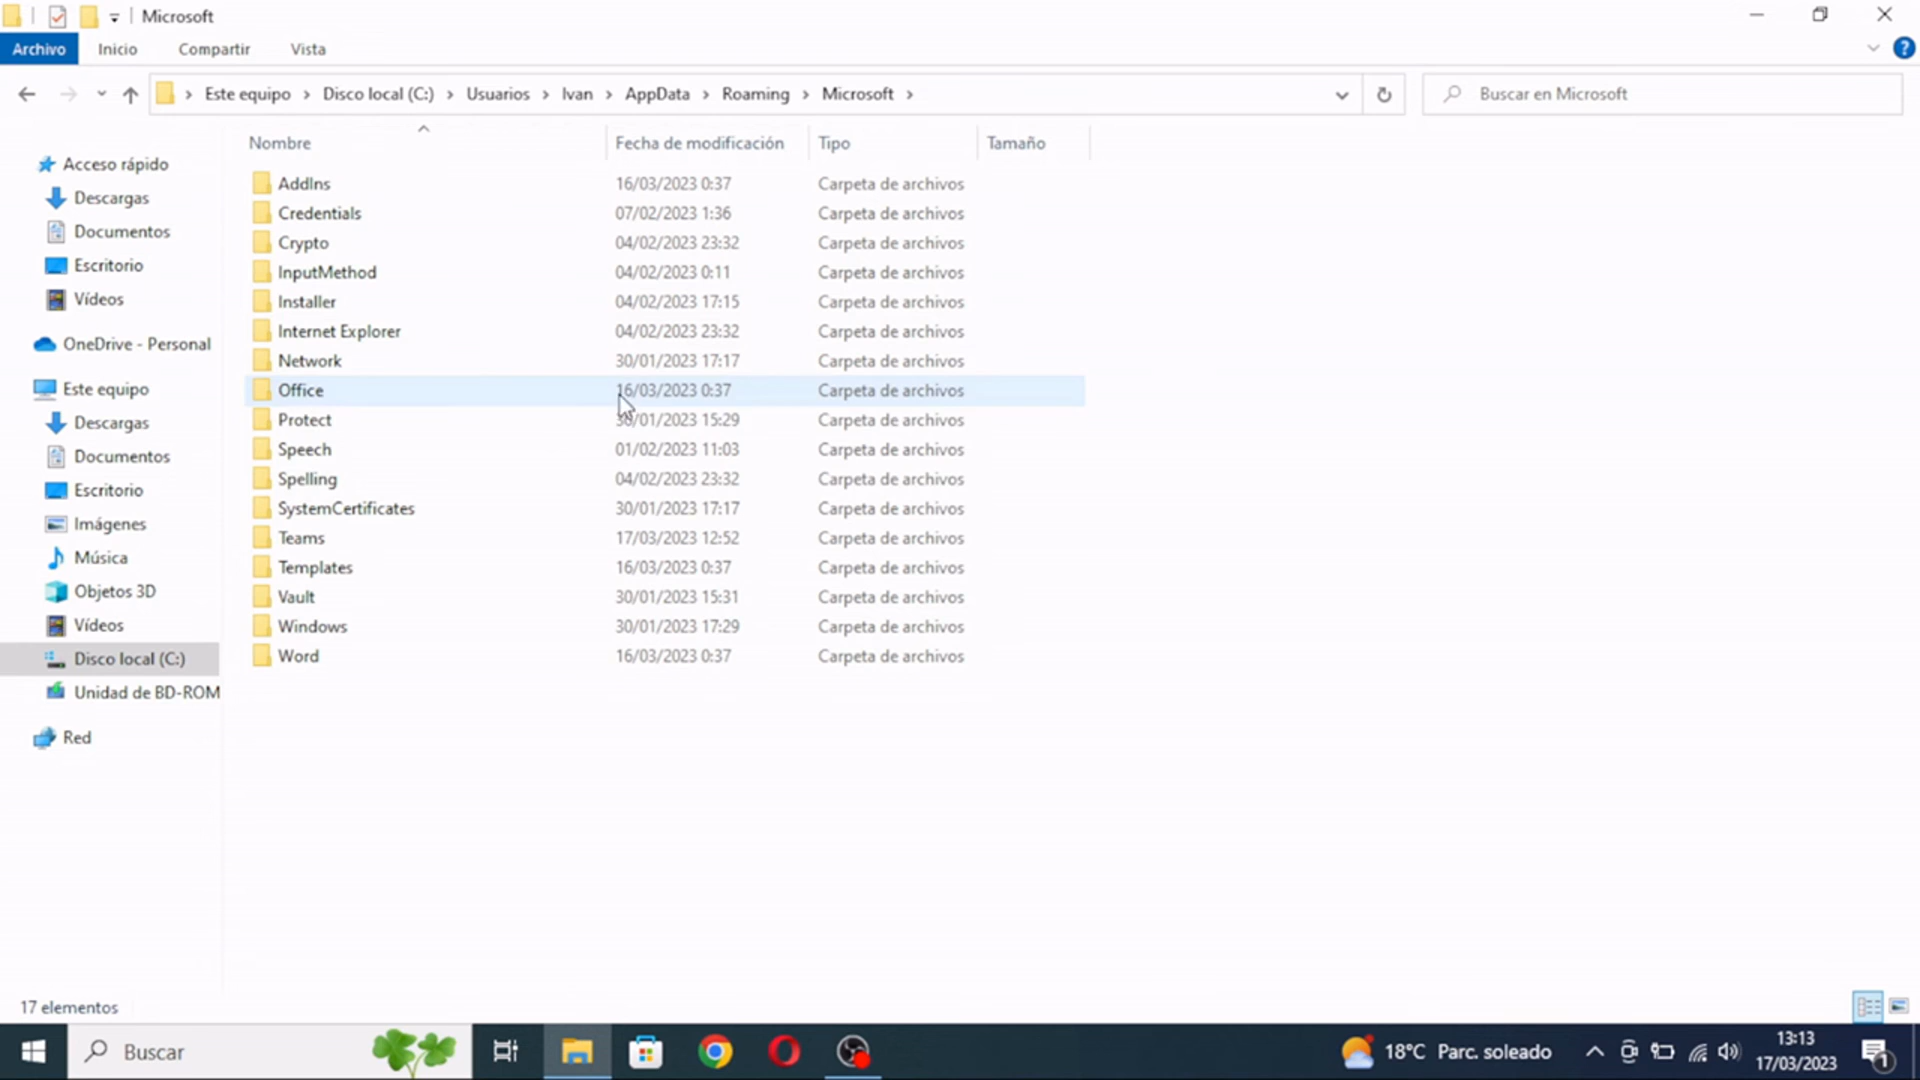 Microsoft
Archivo Inicio Compartir Vista
Este equipo Disco local (C:) Usuarios Ivan AppData Roaming Microsoft Buscar en Microsoft
Nombre Fecha de modificación Tipo Tamaño
Acceso rápido
Descargas
Documentos
Escritorio
Vídeos
OneDrive - Personal
Este equipo
Descargas
Documentos
Escritorio
Imágenes
Música
Objetos 3D
Vídeos
Disco local (C:)
Unidad de BD-ROM
Red
AddIns 16/03/2023 0:37 Carpeta de archivos
Credentials 07/02/2023 1:36 Carpeta de archivos
Crypto 04/02/2023 23:32 Carpeta de archivos
InputMethod 04/02/2023 0:11 Carpeta de archivos
Installer 04/02/2023 17:15 Carpeta de archivos
Internet Explorer 04/02/2023 23:32 Carpeta de archivos
Network 30/01/2023 17:17 Carpeta de archivos
Office 16/03/2023 0:37 Carpeta de archivos
Protect 30/01/2023 15:29 Carpeta de archivos
Speech 01/02/2023 11:03 Carpeta de archivos
Spelling 04/02/2023 23:32 Carpeta de archivos
SystemCertificates 30/01/2023 17:17 Carpeta de archivos
Teams 17/03/2023 12:52 Carpeta de archivos
Templates 16/03/2023 0:37 Carpeta de archivos
Vault 30/01/2023 15:31 Carpeta de archivos
Windows 30/01/2023 17:29 Carpeta de archivos
Word 16/03/2023 0:37 Carpeta de archivos
17 elementos
Buscar
18°C Parc. soleado
13:13
17/03/2023
1